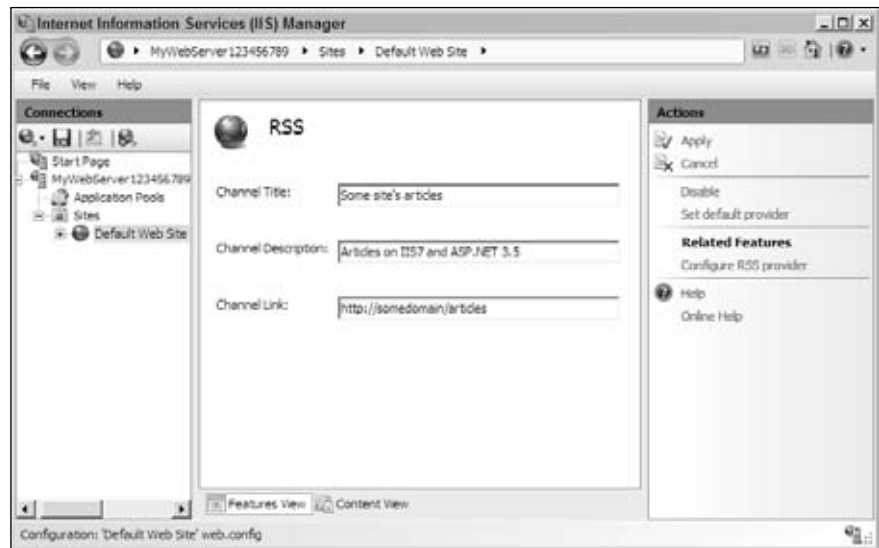 Internet Information Services (IIS) Manager
MyWebServer123456789 Sites Default Web Site
File View Help
Connections
Start Page
MyWebServer123456789
Application Pools
Sites
Default Web Site
RSS
Channel Title: Some site's articles
Channel Description: Articles on IIS7 and ASP.NET 3.5
Channel Link: http://somedomain/articles
Features View Content View
Actions
Apply
Cancel
Disable
Set default provider
Related Features
Configure RSS provider
Help
Online Help
Configuration: 'Default Web Site' web.config